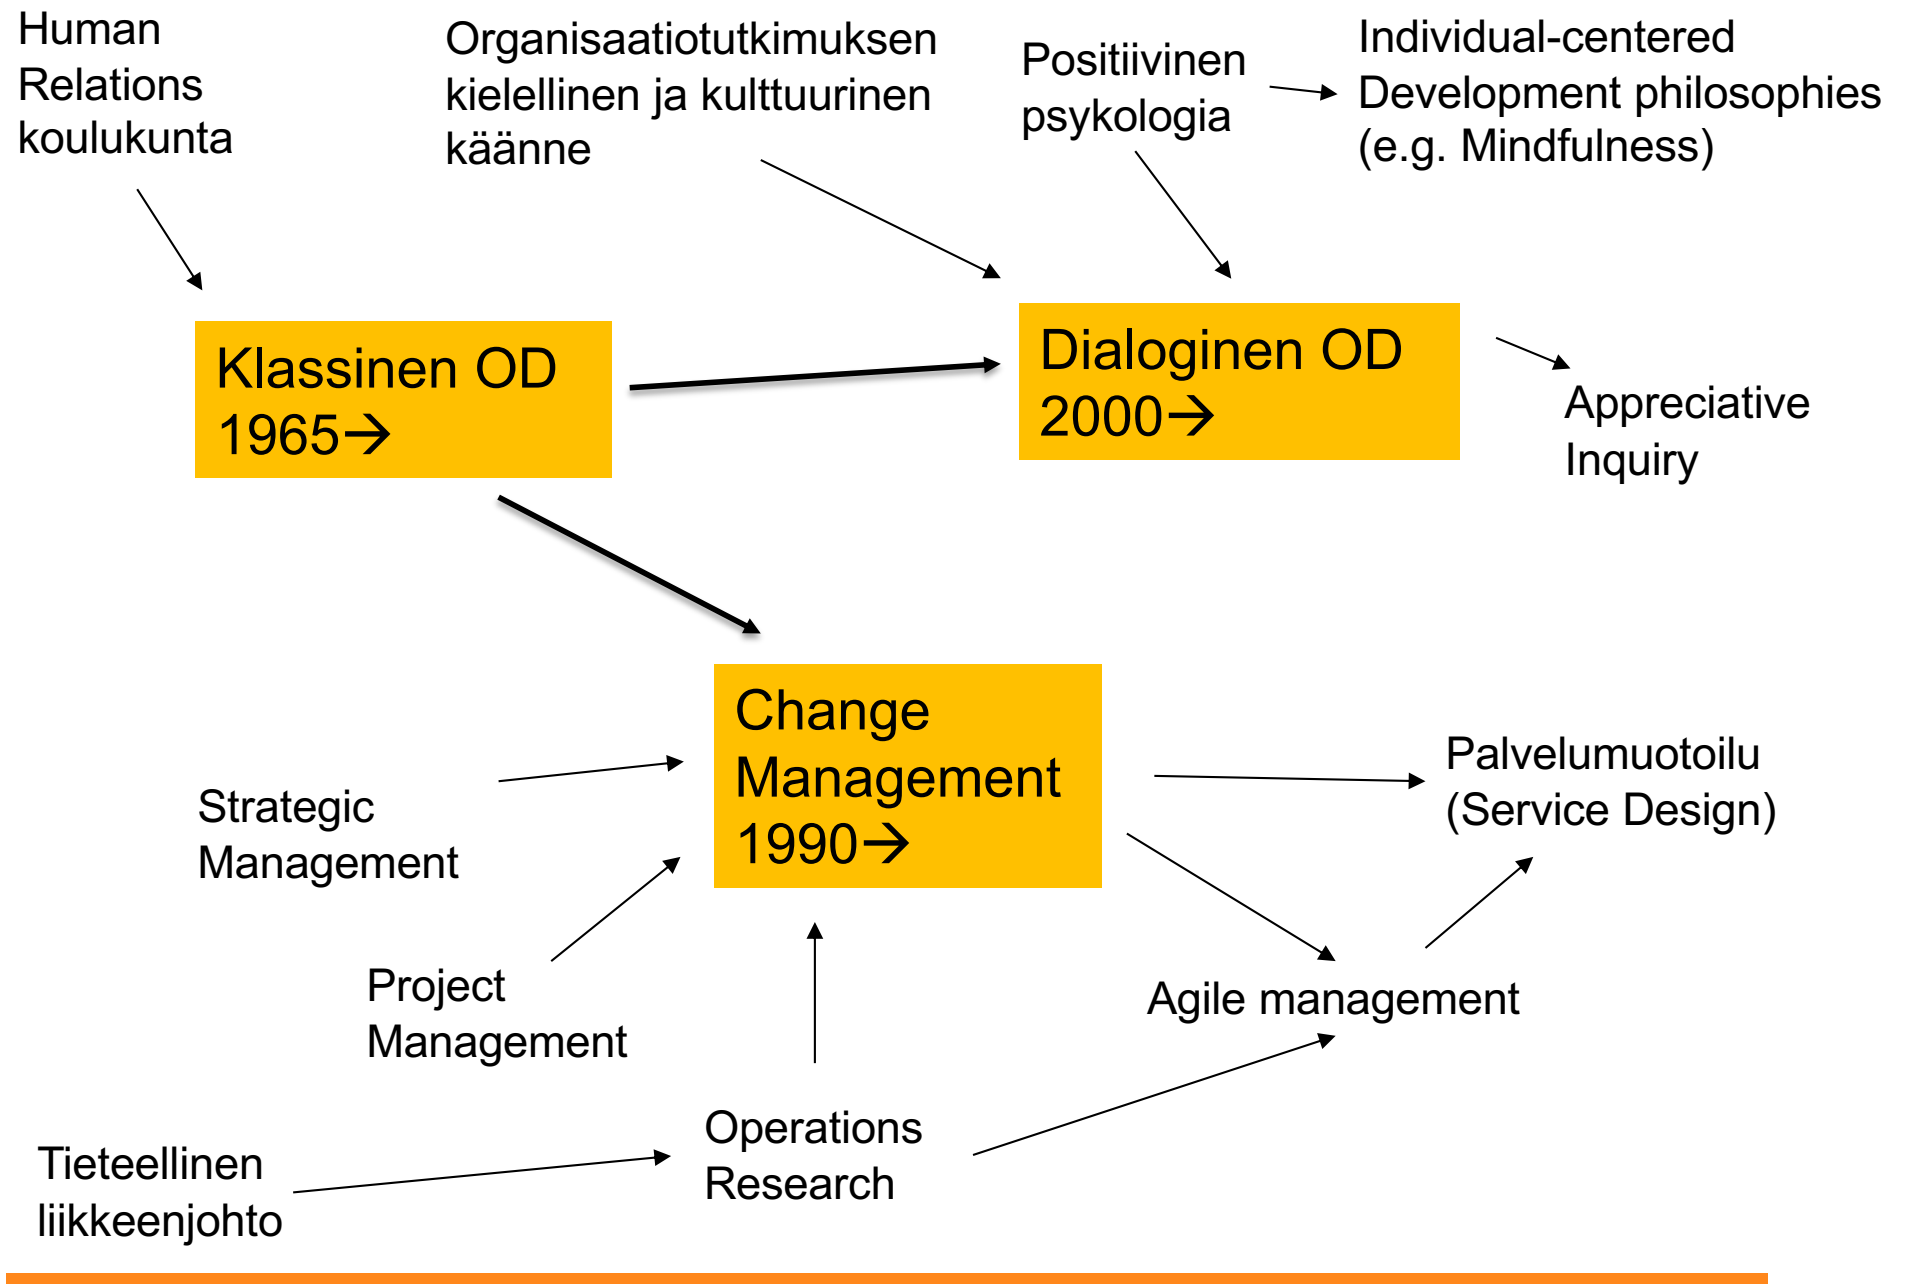 Human
Relations
koulukunta
Organisaatiotutkimuksen
kielellinen ja kulttuurinen
käänne
Positiivinen
psykologia
Individual-centered
Development philosophies
(e.g. Mindfulness)
Klassinen OD
1965→
Dialoginen OD
2000→
Appreciative
Inquiry
Change
Management
1990→
Strategic
Management
Palvelumuotoilu
(Service Design)
Project
Management
Agile management
Operations
Research
Tieteellinen
liikkeenjohto